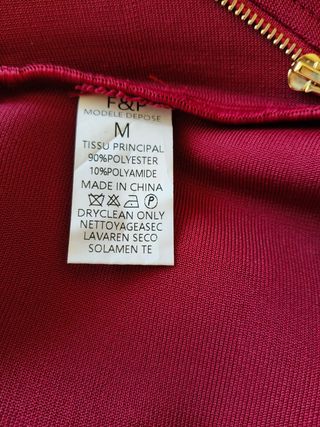 F&P
MODELE DEPOSE
M
TISSU PRINCIPAL
90%POLYESTER
10%POLYAMIDE
MADE IN CHINA
P
DRYCLEAN ONLY
NETTOYAGEASEC
LAVAREN SECO
SOLAMEN TE